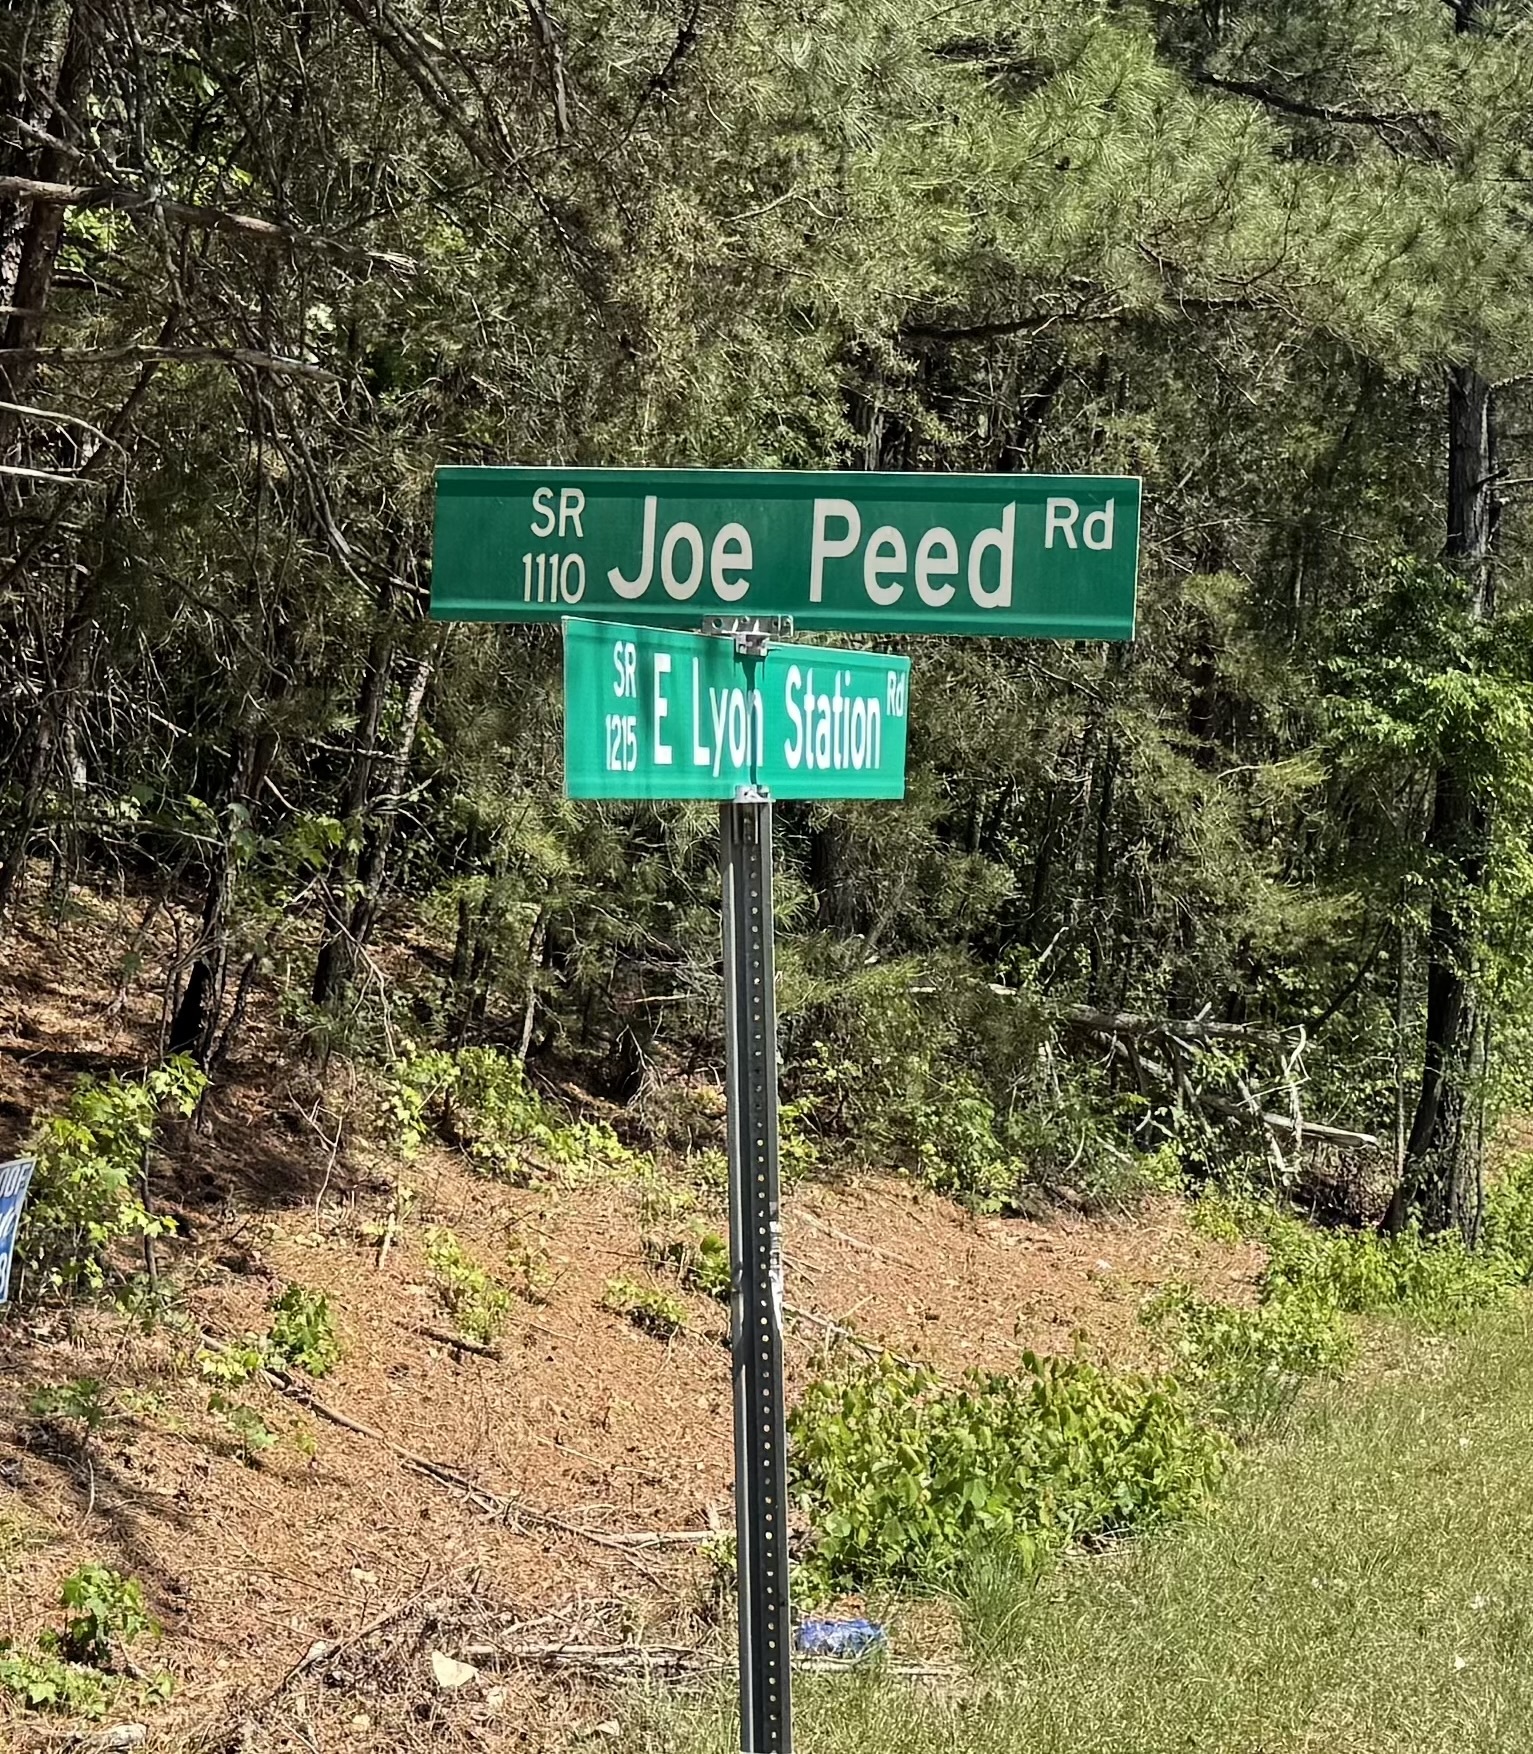 SR
1110 Joe Peed Rd
SR
1215 E Lyon Station Rd